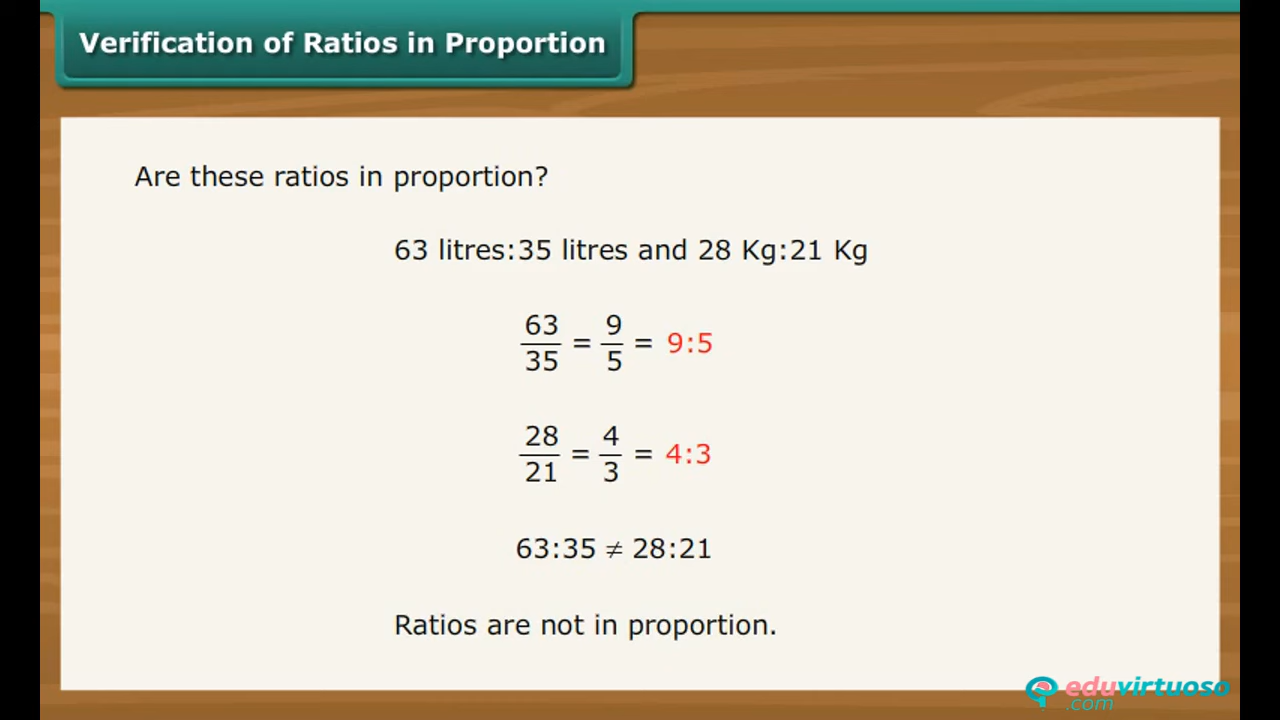 Verification of Ratios in Proportion
Are these ratios in proportion?
63 litres:35 litres and 28 Kg:21 Kg
63/35 = 9/5 = 9:5
28/21 = 4/3 = 4:3
63:35 ≠ 28:21
Ratios are not in proportion.
eduvirtuoso
.com